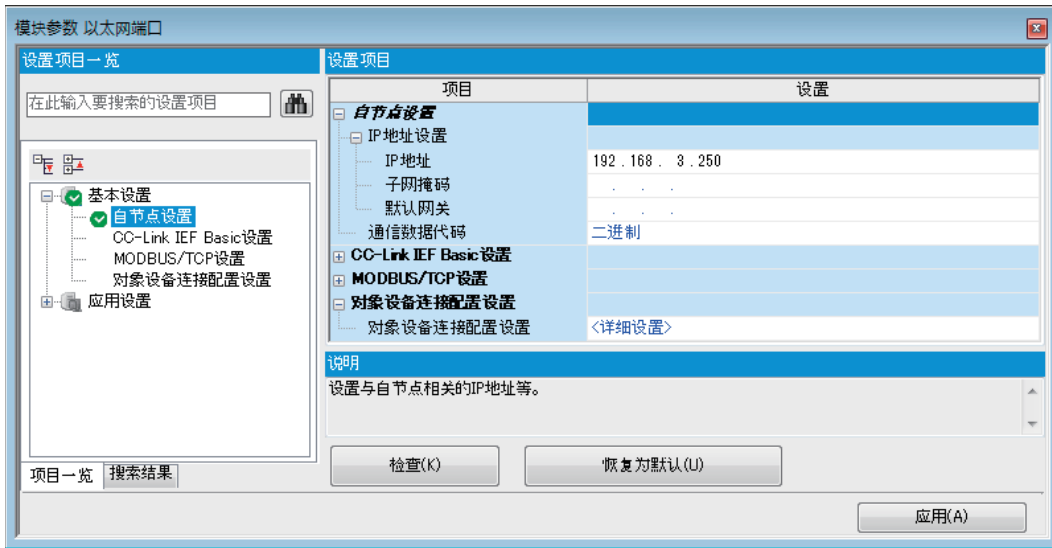 模块参数 以太网端口
设置项目一览
在此输入要搜索的设置项目
基本设置
自节点设置
CC-Link IEF Basic设置
MODBUS/TCP设置
对象设备连接配置设置
应用设置
项目一览 搜索结果
设置项目
项目 设置
自节点设置
IP地址设置
IP地址 192 . 168 . 3 . 250
子网掩码 . . .
默认网关 . . .
通信数据代码 二进制
CC-Link IEF Basic设置
MODBUS/TCP设置
对象设备连接配置设置
对象设备连接配置设置 <详细设置>
说明
设置与自节点相关的IP地址等。
检查(K) 恢复为默认(U)
应用(A)